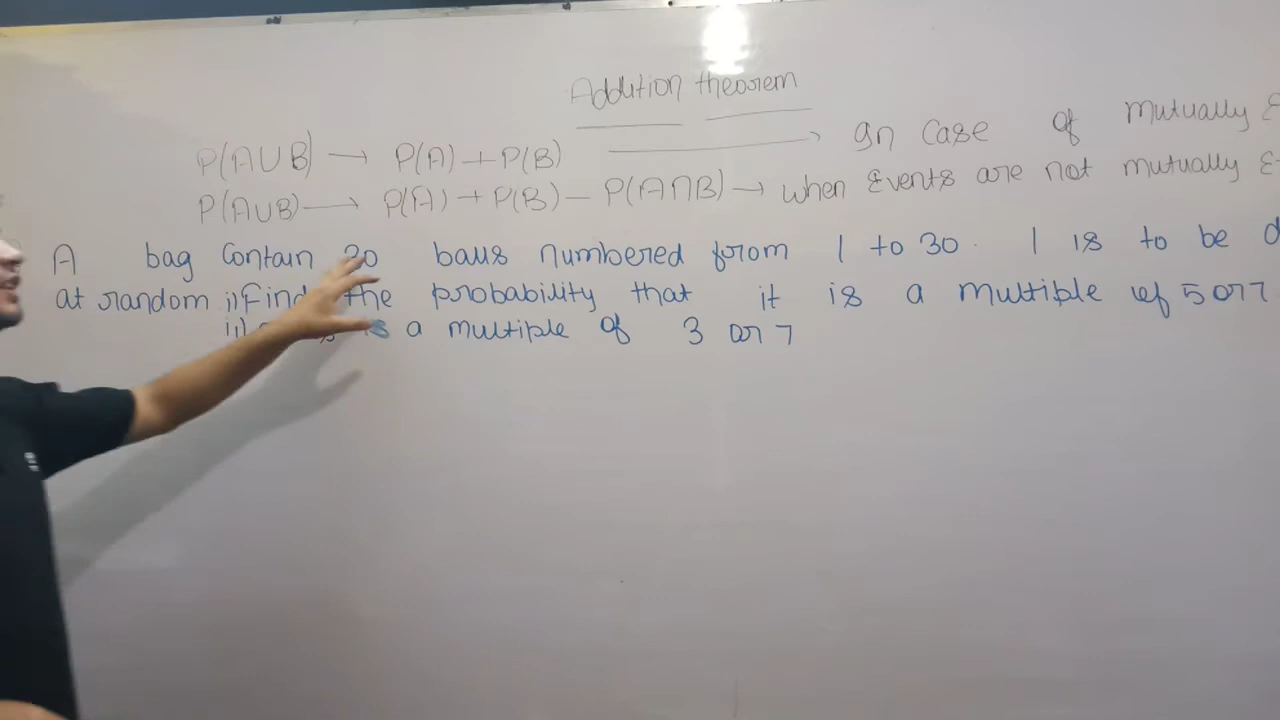 Addition theorem
P(A∪B) → P(A) + P(B) → In case of mutually
P(A∪B) → P(A) + P(B) – P(A∩B) → when Events are not mutually
A bag contain 30 balls numbered from 1 to 30. 1 is to be
at random i) Find the probability that it is a multiple of 5 or 7
ii) is a multiple of 3 or 7